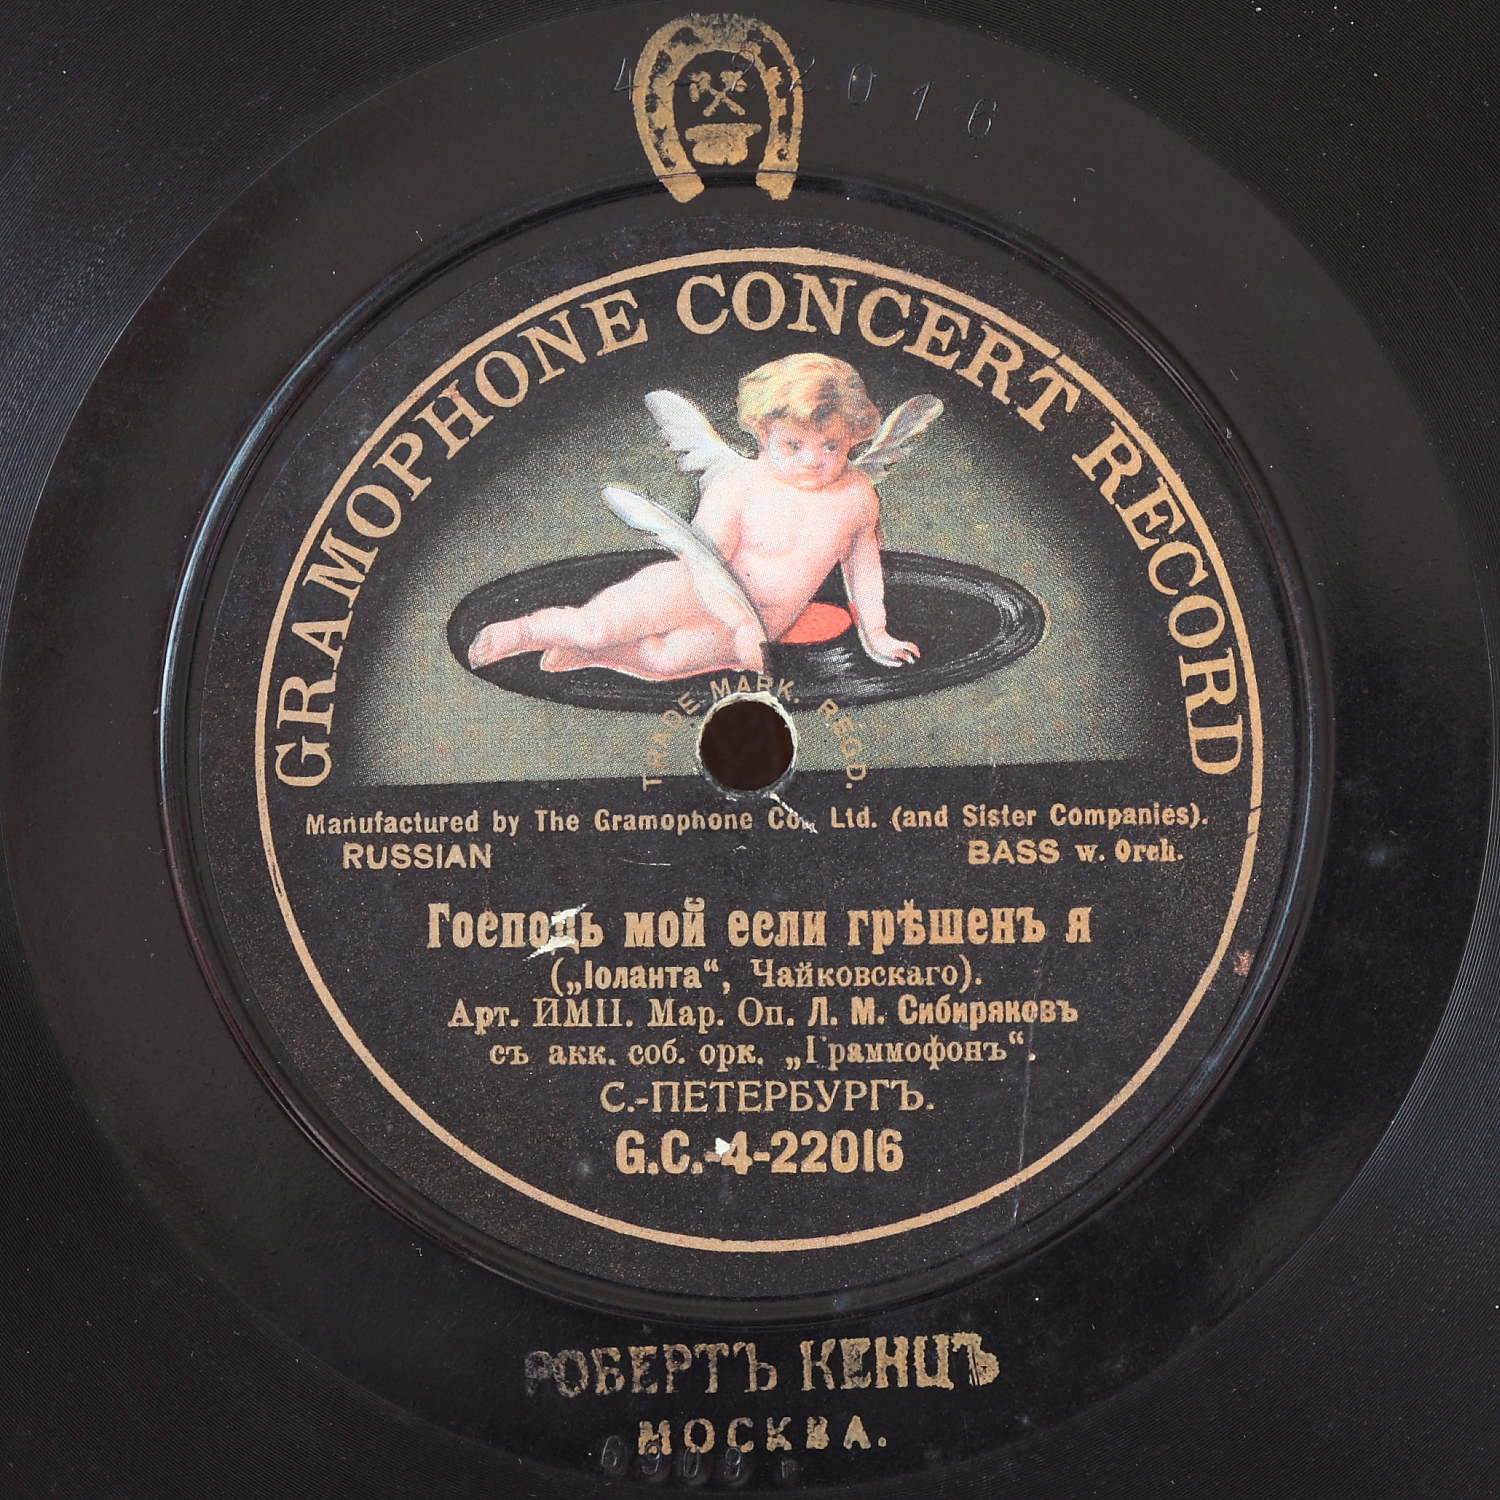 4-22016
GRAMOPHONE CONCERT RECORD
TRADE MARK. REGD.
Manufactured by The Gramophone Co., Ltd. (and Sister Companies).
RUSSIAN BASS w. Orch.
Господь мой если грѣшенъ я
(„Іоланта“, Чайковскаго).
Арт. ИМП. Мар. Оп. Л. М. Сибиряковъ
съ акк. соб. орк. „Граммофонъ“.
С.-ПЕТЕРБУРГЪ.
G.C.-4-22016
РОБЕРТЪ КЕНЦЪ
МОСКВА.